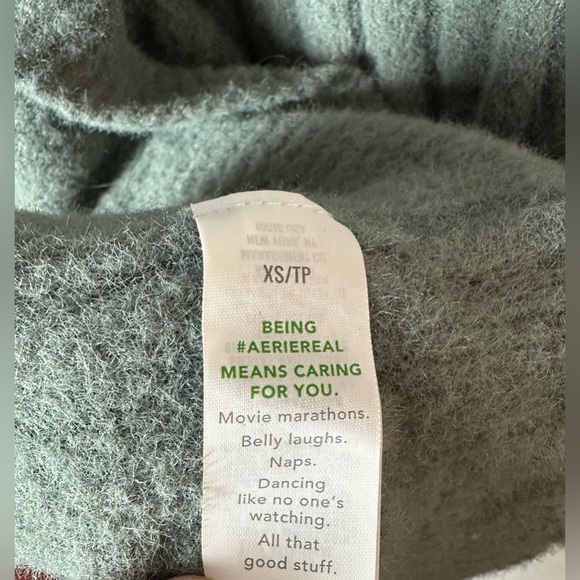 XS/TP
BEING
#AERIEREAL
MEANS CARING
FOR YOU.
Movie marathons.
Belly laughs.
Naps.
Dancing
like no one's
watching.
All that
good stuff.